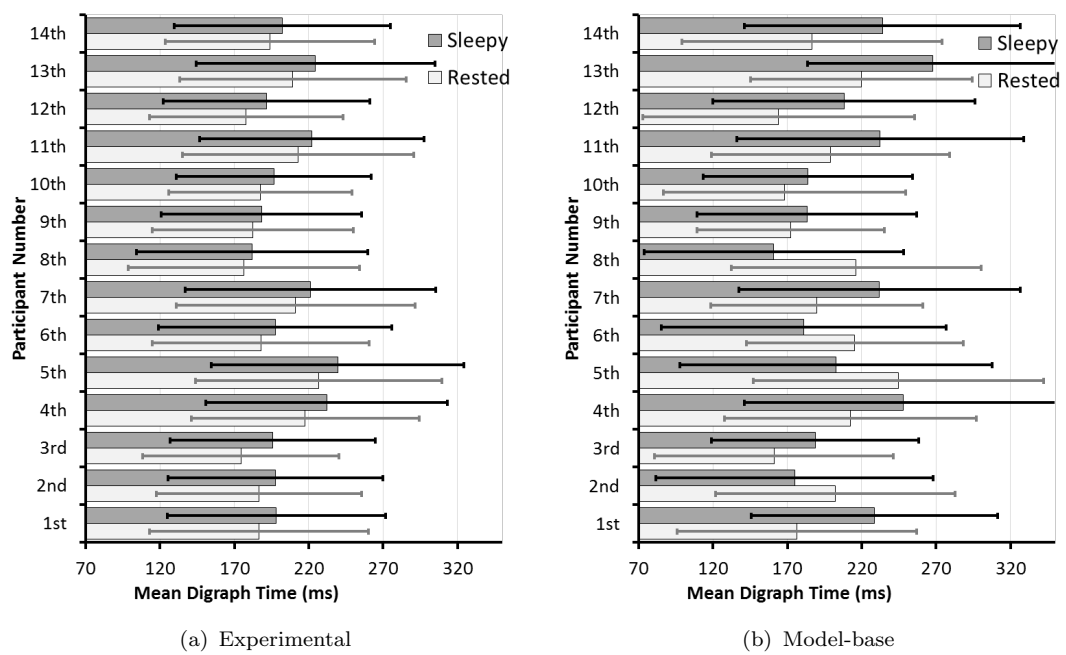 14th
13th
12th
11th
10th
9th
8th
7th
6th
5th
4th
3rd
2nd
1st
Participant Number
Sleepy
Rested
70 120 170 220 270 320
Mean Digraph Time (ms)
(a) Experimental
14th
13th
12th
11th
10th
9th
8th
7th
6th
5th
4th
3rd
2nd
1st
Participant Number
Sleepy
Rested
70 120 170 220 270 320
Mean Digraph Time (ms)
(b) Model-base